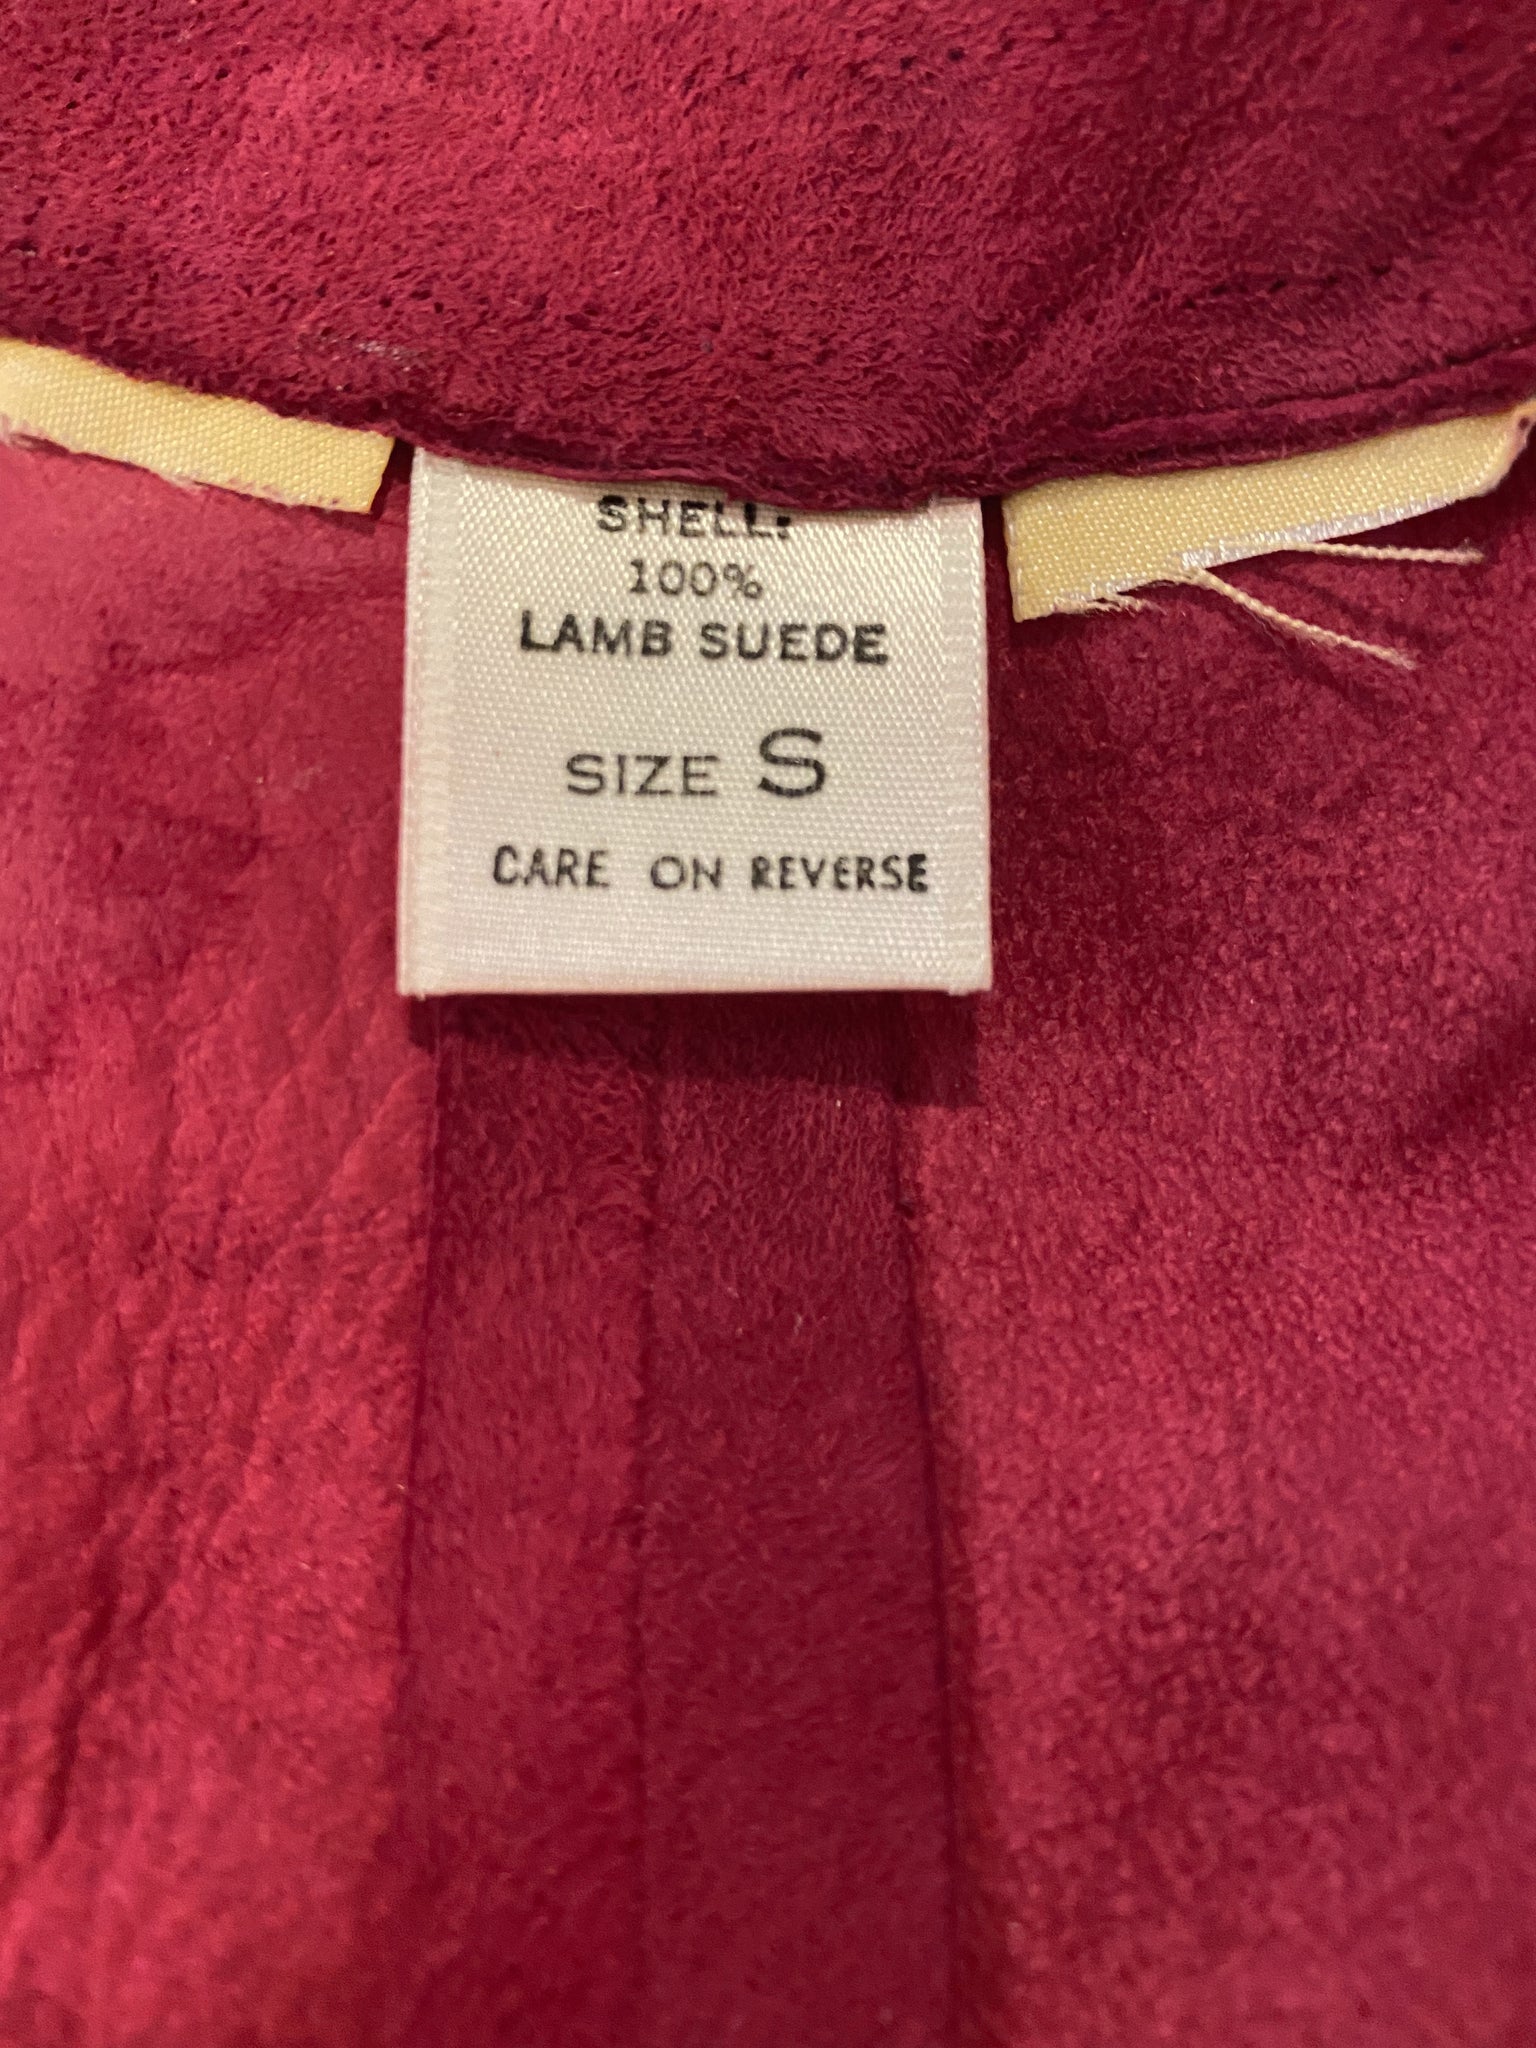 SHELL:
100%
LAMB SUEDE
SIZE S
CARE ON REVERSE